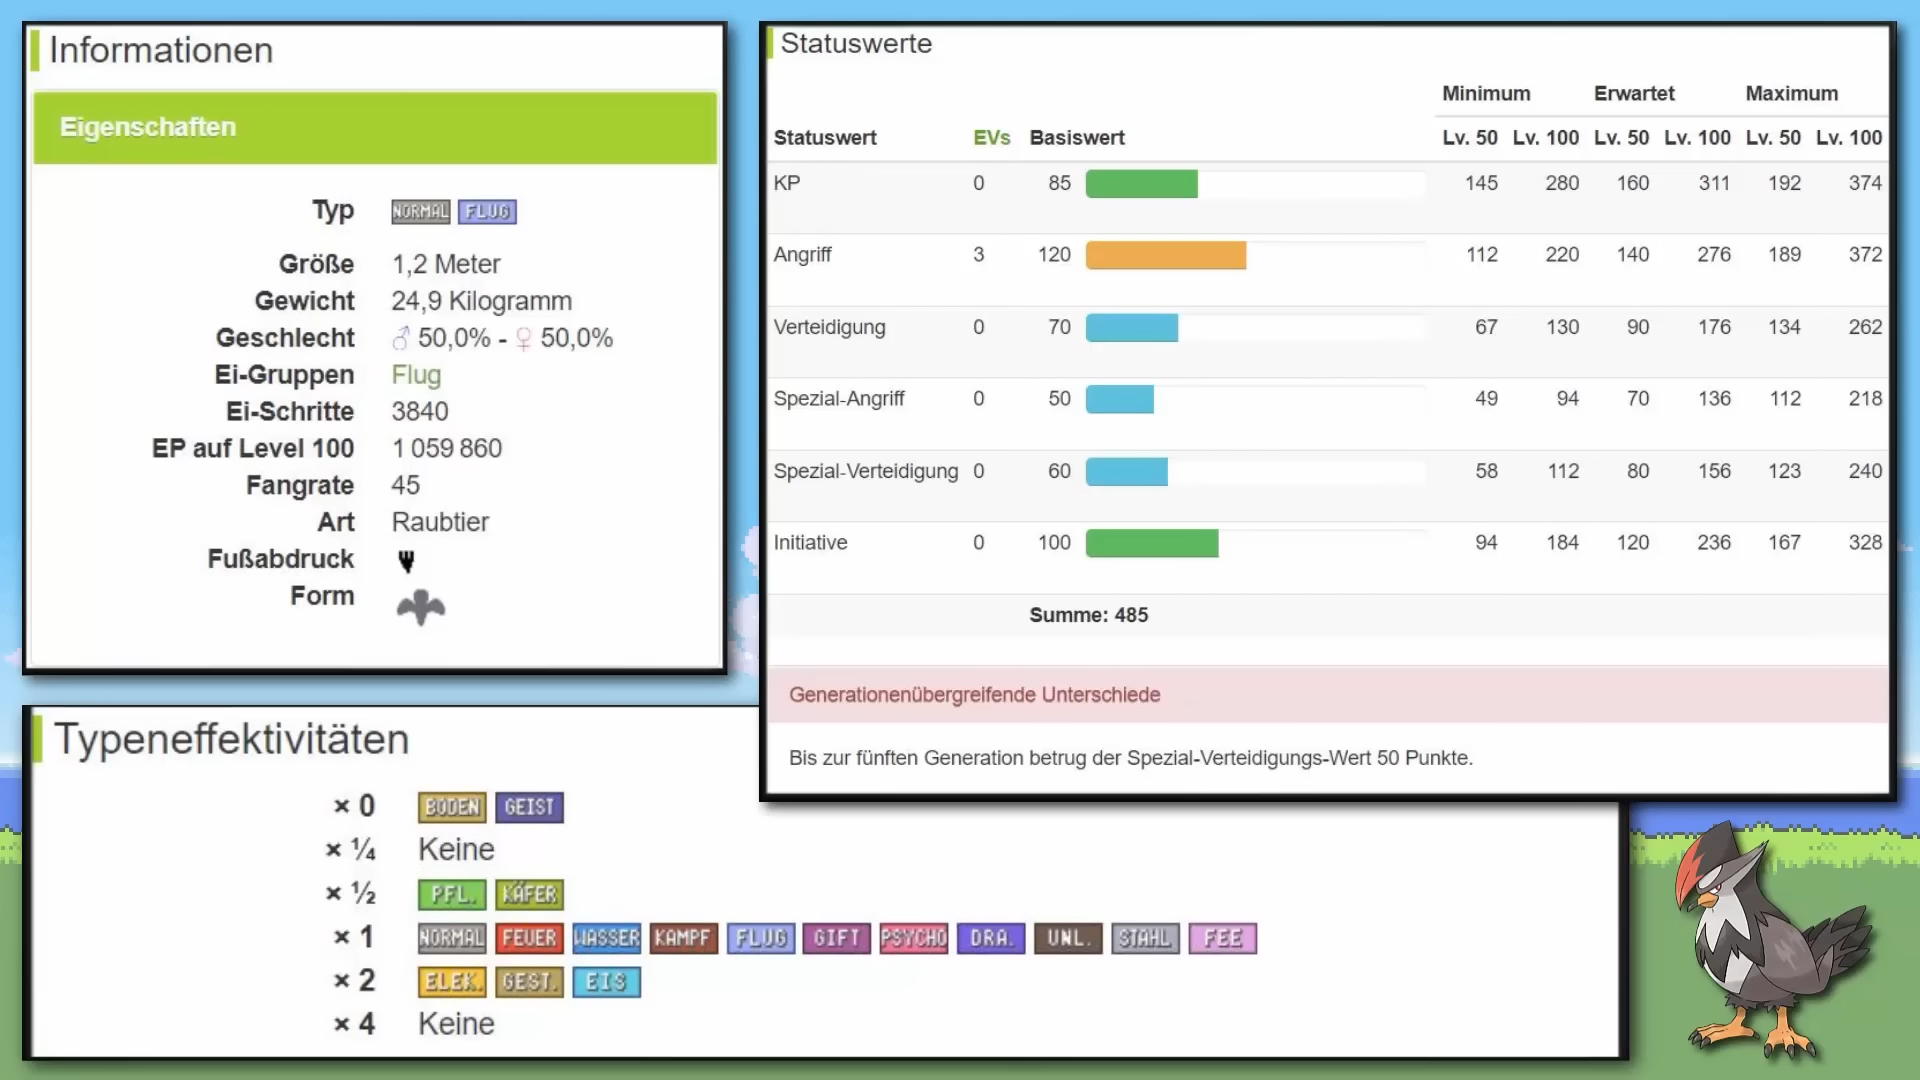 Informationen
Eigenschaften
Typ NORMAL FLUG
Größe 1,2 Meter
Gewicht 24,9 Kilogramm
Geschlecht ♂ 50,0% - ♀ 50,0%
Ei-Gruppen Flug
Ei-Schritte 3840
EP auf Level 100 1 059 860
Fangrate 45
Art Raubtier
Fußabdruck
Form
Statuswerte
Minimum Erwartet Maximum
Statuswert EVs Basiswert Lv. 50 Lv. 100 Lv. 50 Lv. 100 Lv. 50 Lv. 100
KP 0 85 145 280 160 311 192 374
Angriff 3 120 112 220 140 276 189 372
Verteidigung 0 70 67 130 90 176 134 262
Spezial-Angriff 0 50 49 94 70 136 112 218
Spezial-Verteidigung 0 60 58 112 80 156 123 240
Initiative 0 100 94 184 120 236 167 328
Summe: 485
Generationenübergreifende Unterschiede
Bis zur fünften Generation betrug der Spezial-Verteidigungs-Wert 50 Punkte.
Typeneffektivitäten
× 0 BODEN GEIST
× ¼ Keine
× ½ PFL. KÄFER
× 1 NORMAL FEUER WASSER KAMPF FLUG GIFT PSYCHO DRA. UNL. STAHL FEE
× 2 ELEK. GEST. EIS
× 4 Keine